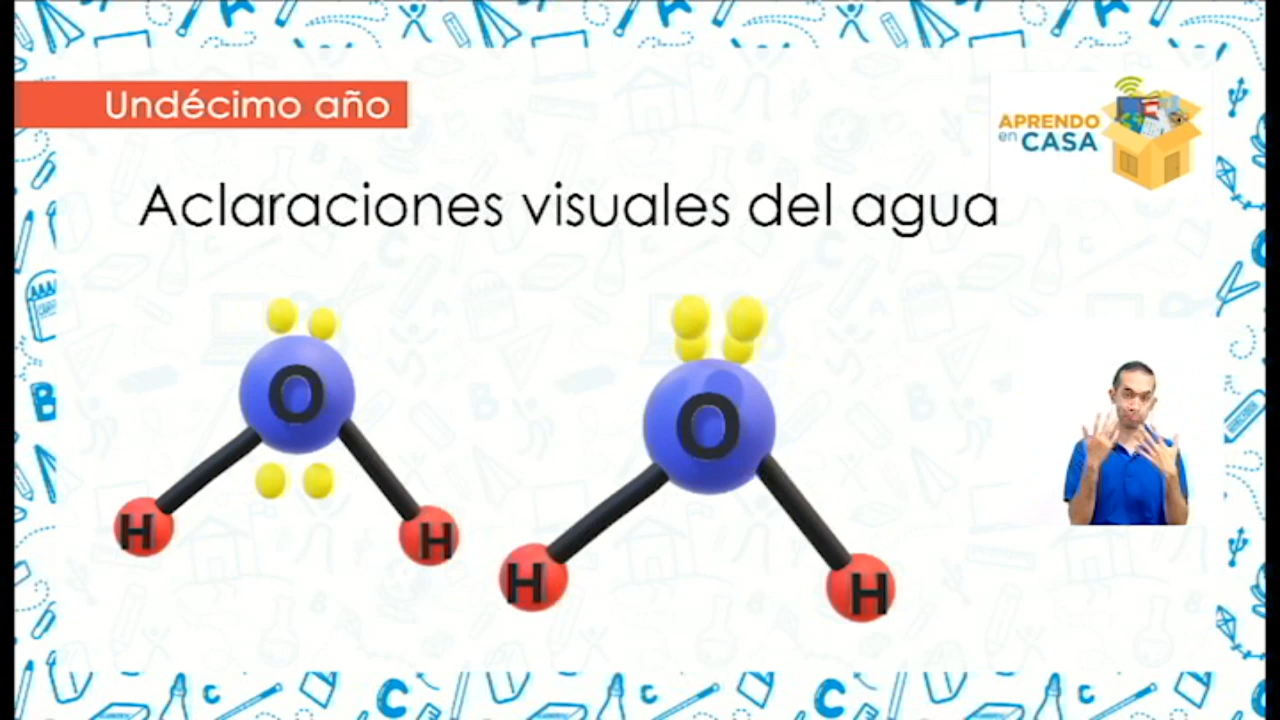 Undécimo año
APRENDO
en CASA
Aclaraciones visuales del agua
O
O
H
H
H
H